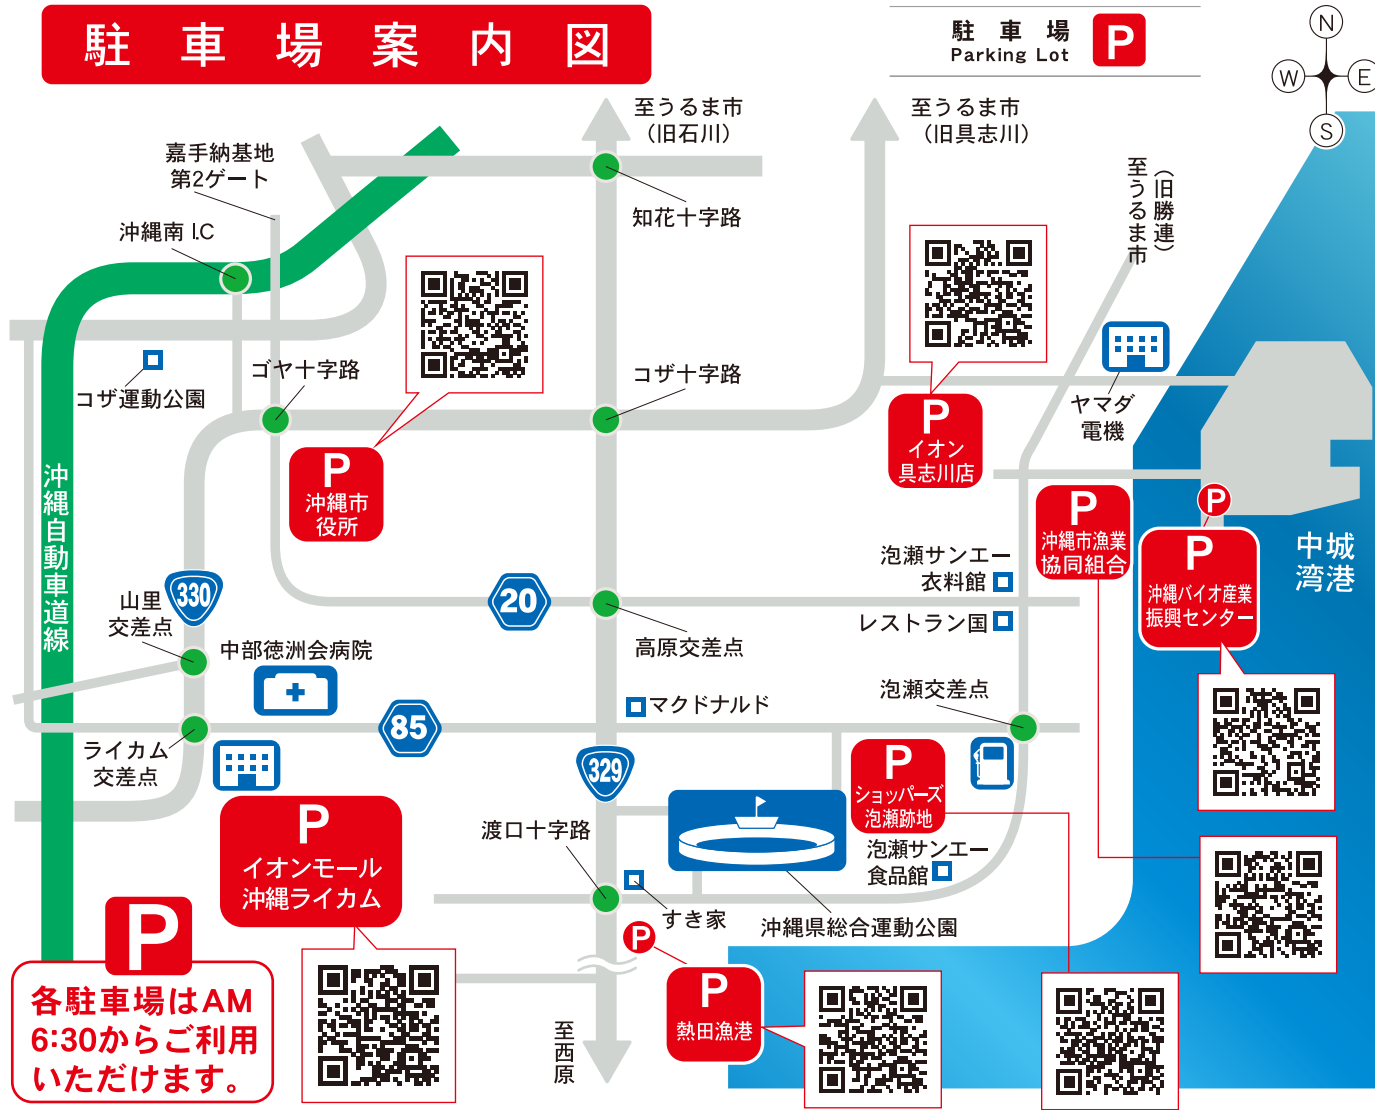 駐車場案内図
駐車場
Parking Lot
P
N
W
E
S
至うるま市
（旧石川）
至うるま市
（旧具志川）
至うるま市
（旧勝連）
嘉手納基地
第2ゲート
沖縄南 I.C
知花十字路
コザ運動公園
ゴヤ十字路
コザ十字路
ヤマダ
電機
P
イオン
具志川店
P
沖縄市
役所
沖縄自動車道線
P
沖縄市漁業
協同組合
P
P
沖縄バイオ産業
振興センター
中城
湾港
泡瀬サンエー
衣料館
レストラン国
330
20
山里
交差点
中部徳洲会病院
高原交差点
泡瀬交差点
マクドナルド
85
ライカム
交差点
329
P
ショッパーズ
泡瀬跡地
P
イオンモール
沖縄ライカム
渡口十字路
泡瀬サンエー
食品館
すき家
沖縄県総合運動公園
P
P
熱田漁港
至西原
P
各駐車場はAM
6:30からご利用
いただけます。